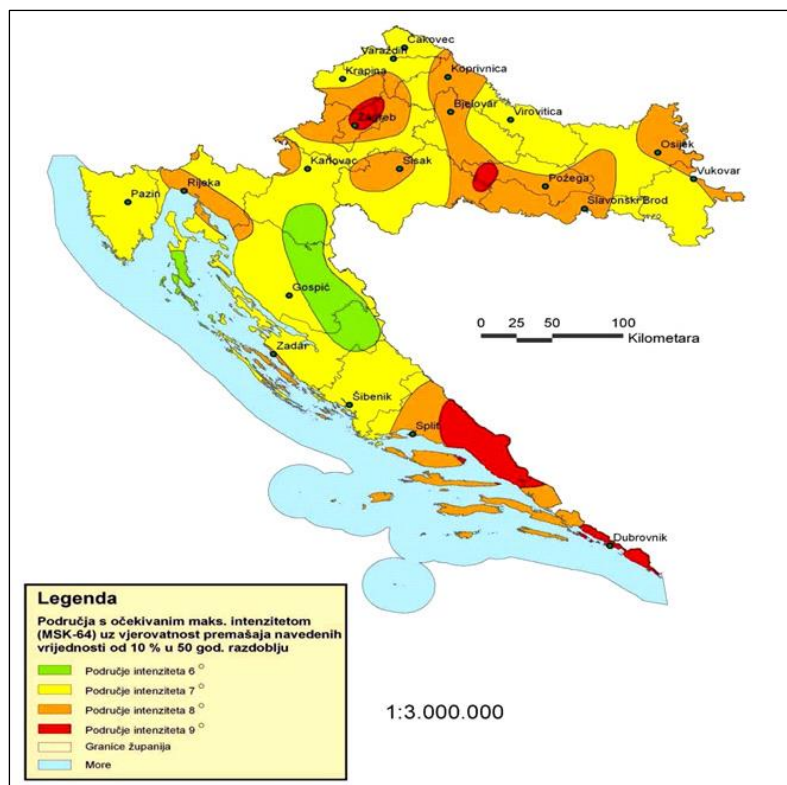 Čakovec
Varaždin
Krapina
Koprivnica
Zagreb
Bjelovar
Virovitica
Osijek
Karlovac
Sisak
Vukovar
Rijeka
Požega
Pazin
Slavonski Brod
Gospić
0 25 50 100
Kilometara
Zadar
Šibenik
Split
Dubrovnik
Legenda
Područja s očekivanim maks. intenzitetom
(MSK-64) uz vjerovatnost premašaja navedenih
vrijednosti od 10 % u 50 god. razdoblju
Područje intenziteta 6 °
Područje intenziteta 7 °
Područje intenziteta 8 °
Područje intenziteta 9 °
Granice županija
More
1:3.000.000